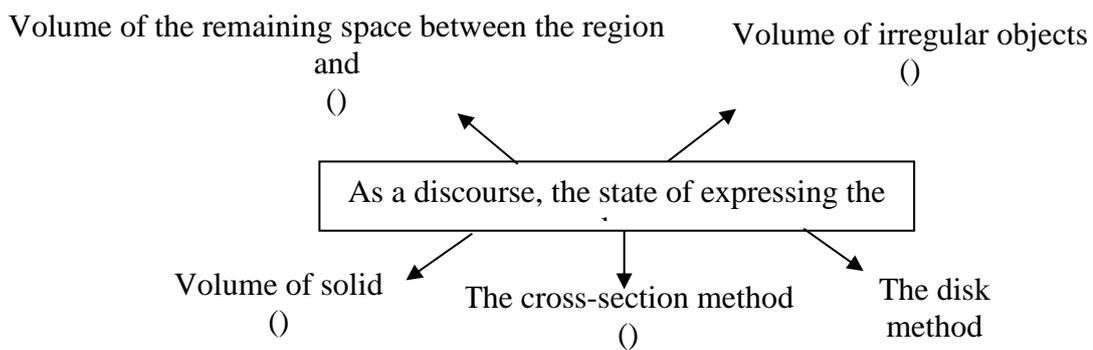 Volume of the remaining space between the region
and
()
Volume of irregular objects
()
As a discourse, the state of expressing the
Volume of solid
()
The cross-section method
()
The disk
method